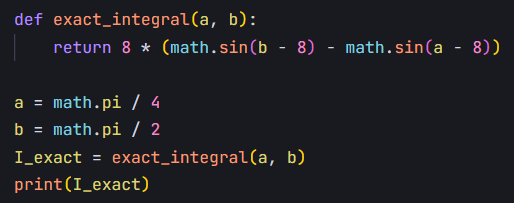 def exact_integral(a, b):
    return 8 * (math.sin(b - 8) - math.sin(a - 8))
a = math.pi / 4
b = math.pi / 2
I_exact = exact_integral(a, b)
print(I_exact)